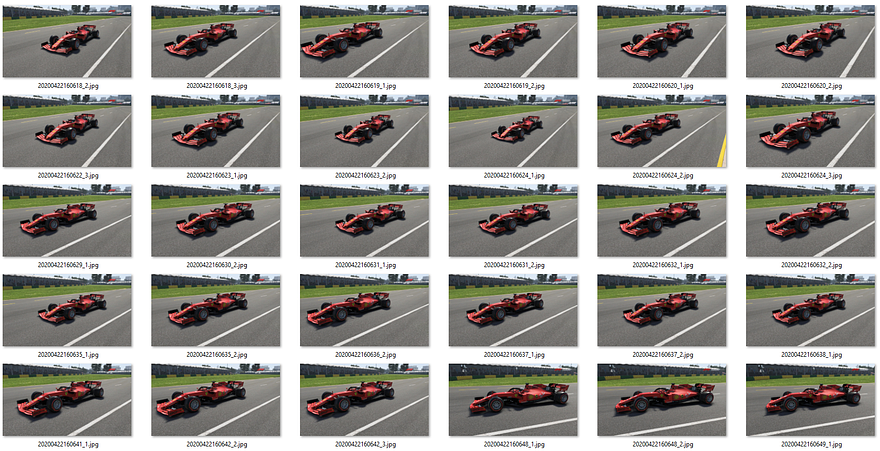 20200422160618_2.jpg
20200422160618_3.jpg
20200422160619_1.jpg
20200422160619_2.jpg
20200422160620_1.jpg
20200422160620_2.jpg
20200422160622_3.jpg
20200422160623_1.jpg
20200422160623_2.jpg
20200422160624_1.jpg
20200422160624_2.jpg
20200422160624_3.jpg
20200422160629_1.jpg
20200422160630_2.jpg
20200422160631_1.jpg
20200422160631_2.jpg
20200422160632_1.jpg
20200422160632_2.jpg
20200422160635_1.jpg
20200422160635_2.jpg
20200422160636_2.jpg
20200422160637_1.jpg
20200422160637_2.jpg
20200422160638_1.jpg
20200422160641_1.jpg
20200422160642_2.jpg
20200422160642_3.jpg
20200422160648_1.jpg
20200422160648_2.jpg
20200422160649_1.jpg